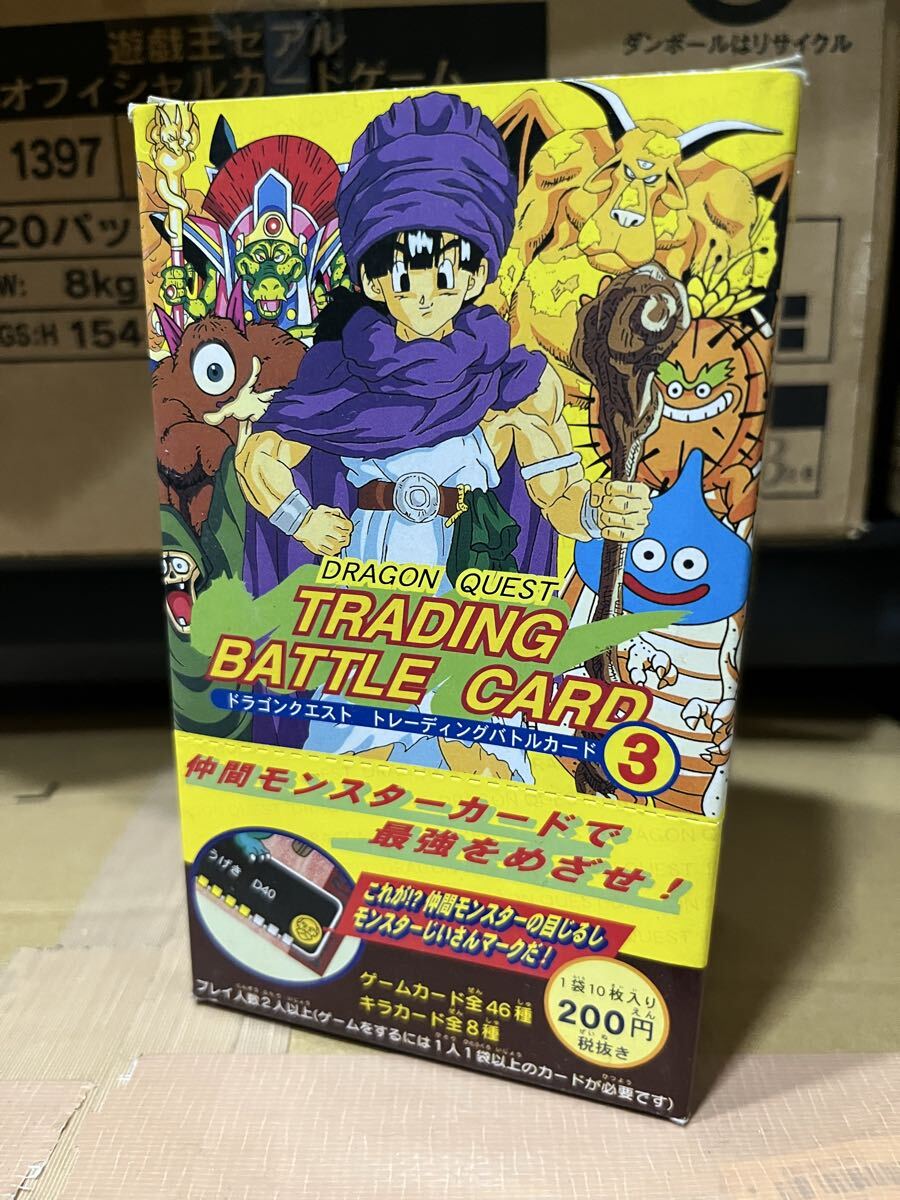 遊戯王ゼアル
オフィシャルカードゲーム
ダンボールはリサイクル
1397
20パッ
W: 8kg
GS:H 154
DRAGON QUEST
TRADING
BATTLE CARD
ドラゴンクエスト トレーディングバトルカード
3
仲間モンスターカードで
最強をめざせ!
うげき D40
これが!? 仲間モンスターの目じるし
モンスターじいさんマークだ!
ゲームカード全46種
キラカード全8種
1袋10枚入り
200円
税抜き
プレイ人数2人以上(ゲームをするには1人1袋以上のカードが必要です)
DRAGON QUEST